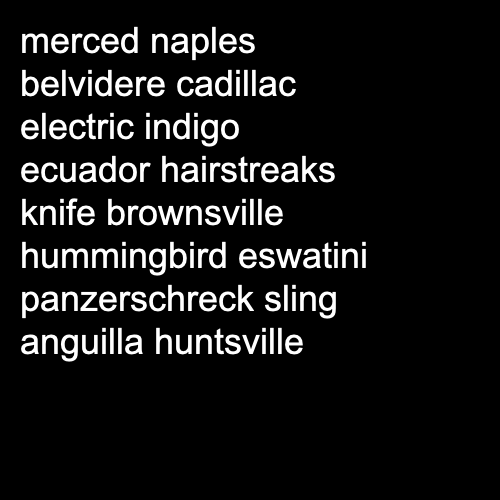 merced naples
belvidere cadillac
electric indigo
ecuador hairstreaks
knife brownsville
hummingbird eswatini
panzerschreck sling
anguilla huntsville